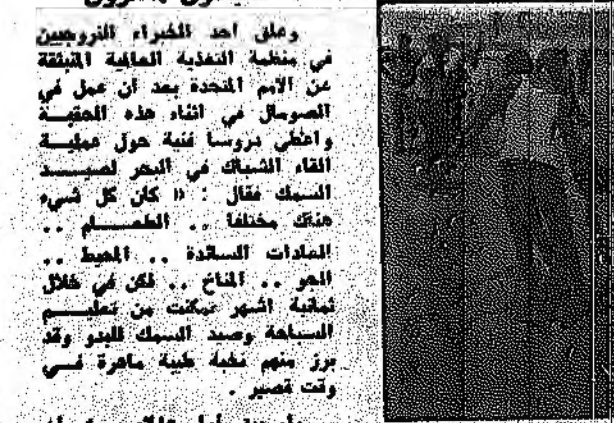 وعلق احد الخبراء النروجيين
في منظمة التغذية العالمية المنبثقة
عن الامم المتحدة بعد أن عمل في
الصومال في اثناء هذه الحقبة
واعطى دروسا فنية حول عملية
القاء الشباك في البحر لصيد
السمك فقال : « كان كل شيء
هناك مختلفا .. الطعام ..
العادات السائدة .. المحيط ..
الجو .. المناخ .. فكن في خلال
ثمانية اشهر تمكنت من تعليم
السباحة وصيد السمك للبدو وقد
برز منهم نخبة طيبة ماهرة في
وقت قصير .